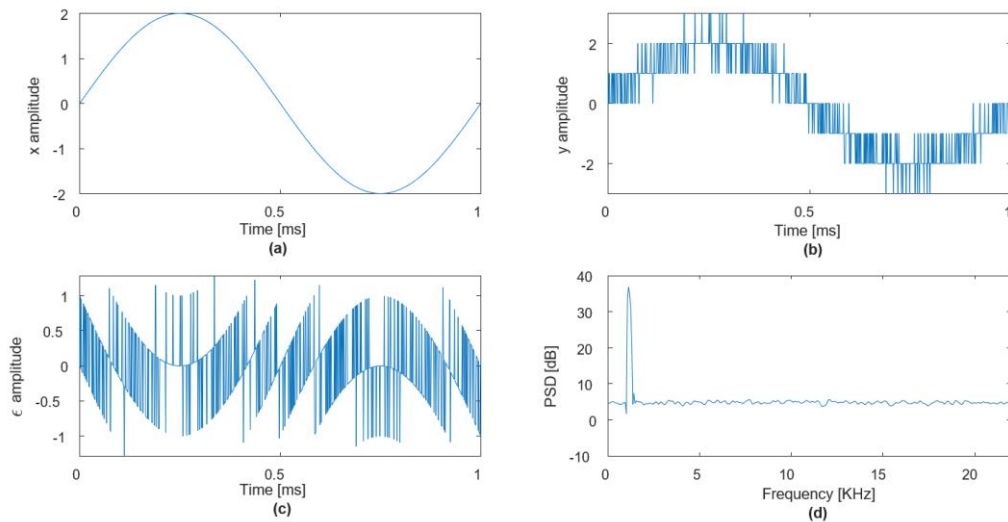 2
1
0
-1
-2
x amplitude
0
0.5
1
Time [ms]
(a)
2
0
-2
y amplitude
0
0.5
1
Time [ms]
(b)
1
0.5
0
-0.5
-1
ϵ amplitude
0
0.5
1
Time [ms]
(c)
40
30
20
10
0
-10
PSD [dB]
0
5
10
15
20
Frequency [KHz]
(d)